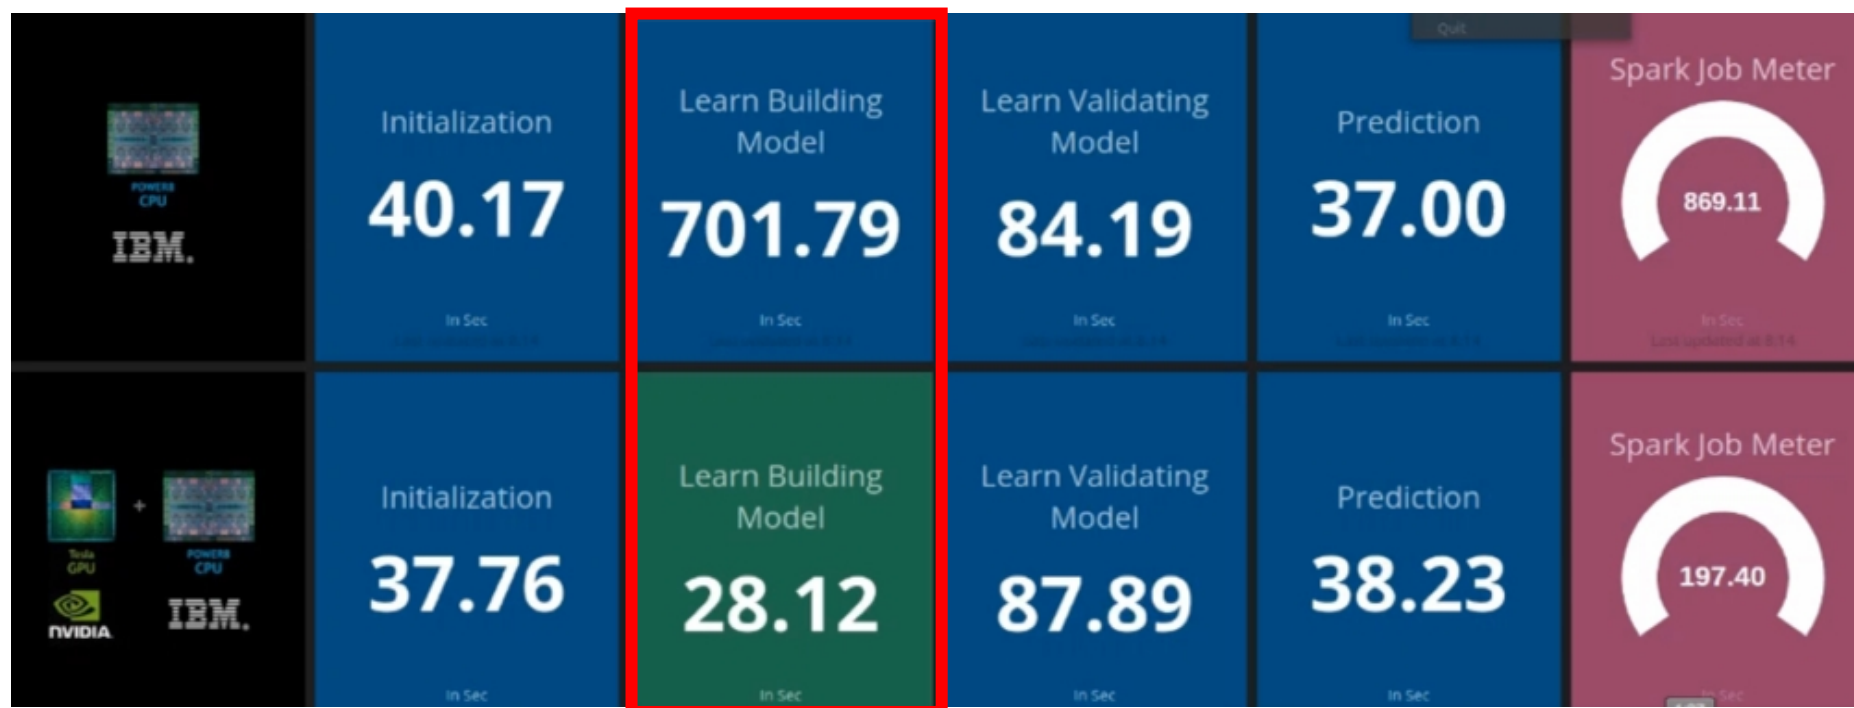 Quit
Initialization
40.17
In Sec
Learn Building
Model
701.79
In Sec
Learn Validating
Model
84.19
In Sec
Prediction
37.00
In Sec
Spark Job Meter
869.11
In Sec
Last updated at 8.14
POWER8
CPU
IBM.
Tesla
GPU
NVIDIA
+
POWER8
CPU
IBM.
Initialization
37.76
In Sec
Learn Building
Model
28.12
In Sec
Learn Validating
Model
87.89
In Sec
Prediction
38.23
In Sec
Spark Job Meter
197.40
In Sec